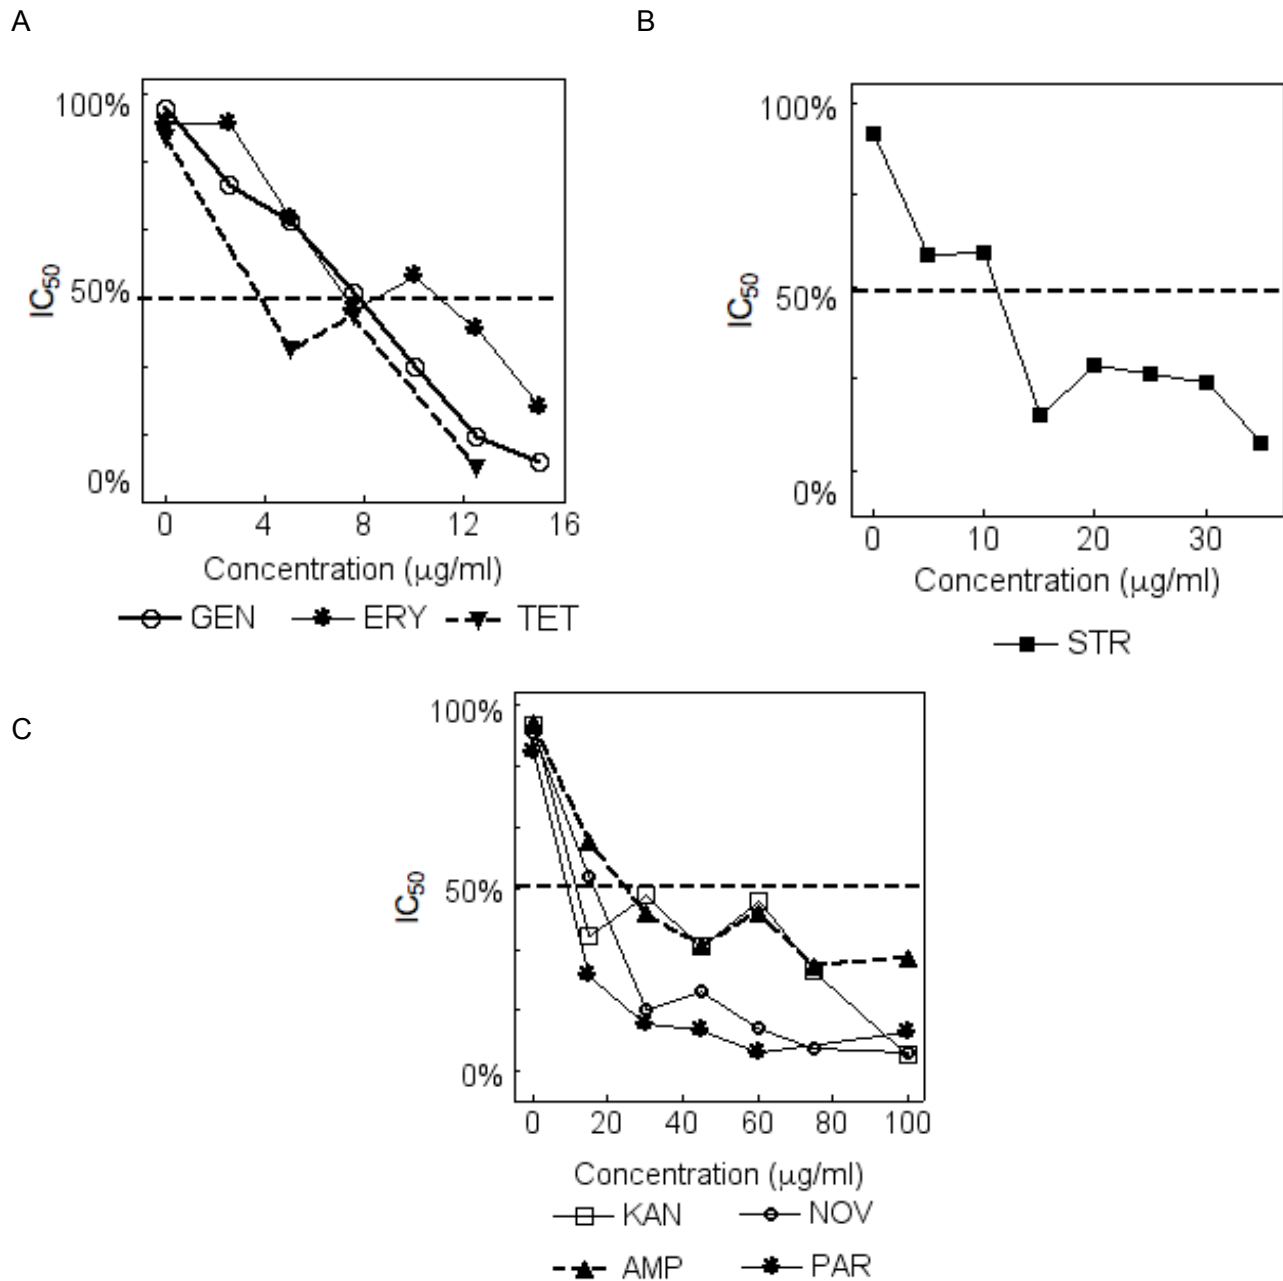 A
B
100%
50%
0%
IC50
0 4 8 12 16
Concentration (μg/ml)
GEN ERY TET
100%
50%
0%
IC50
0 10 20 30
Concentration (μg/ml)
STR
C
100%
50%
0%
IC50
0 20 40 60 80 100
Concentration (μg/ml)
KAN NOV
AMP PAR